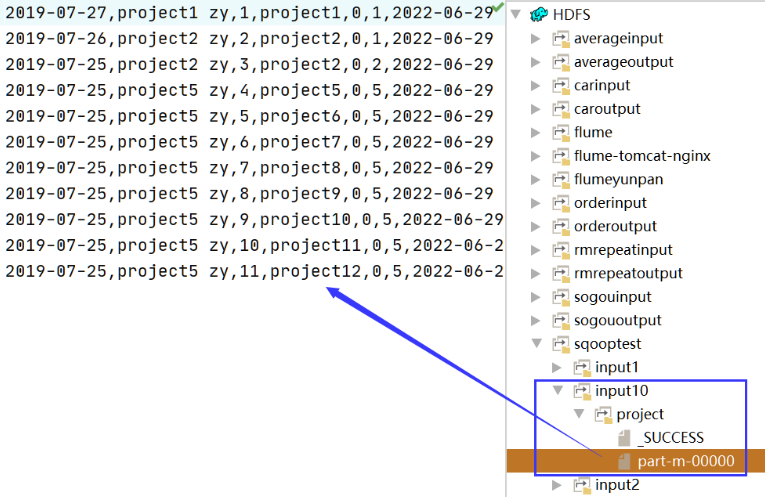 2019-07-27,project1 zy,1,project1,0,1,2022-06-29
2019-07-26,project2 zy,2,project2,0,1,2022-06-29
2019-07-25,project2 zy,3,project2,0,2,2022-06-29
2019-07-25,project5 zy,4,project5,0,5,2022-06-29
2019-07-25,project5 zy,5,project6,0,5,2022-06-29
2019-07-25,project5 zy,6,project7,0,5,2022-06-29
2019-07-25,project5 zy,7,project8,0,5,2022-06-29
2019-07-25,project5 zy,8,project9,0,5,2022-06-29
2019-07-25,project5 zy,9,project10,0,5,2022-06-29
2019-07-25,project5 zy,10,project11,0,5,2022-06-2
2019-07-25,project5 zy,11,project12,0,5,2022-06-2
HDFS
averageinput
averageoutput
carinput
caroutput
flume
flume-tomcat-nginx
flumeyunpan
orderinput
orderoutput
rmrepeatinput
rmrepeatoutput
sogouinput
sogououtput
sqooptest
input1
input10
project
_SUCCESS
part-m-00000
input2